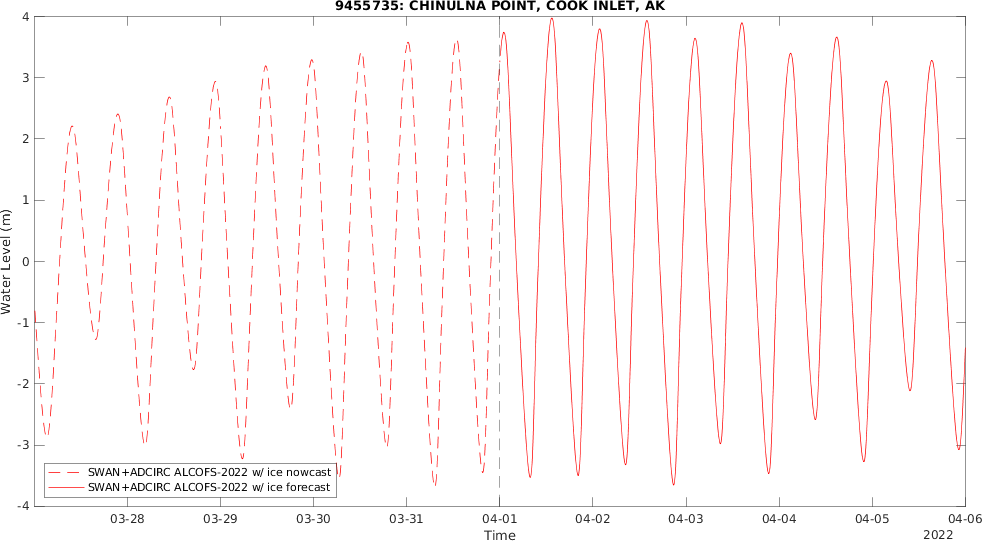 9455735: CHINULNA POINT, COOK INLET, AK
Water Level (m)
4
3
2
1
0
-1
-2
-3
-4
SWAN+ADCIRC ALCOFS-2022 w/ ice nowcast
SWAN+ADCIRC ALCOFS-2022 w/ ice forecast
03-28 03-29 03-30 03-31 04-01 04-02 04-03 04-04 04-05 04-06
Time
2022